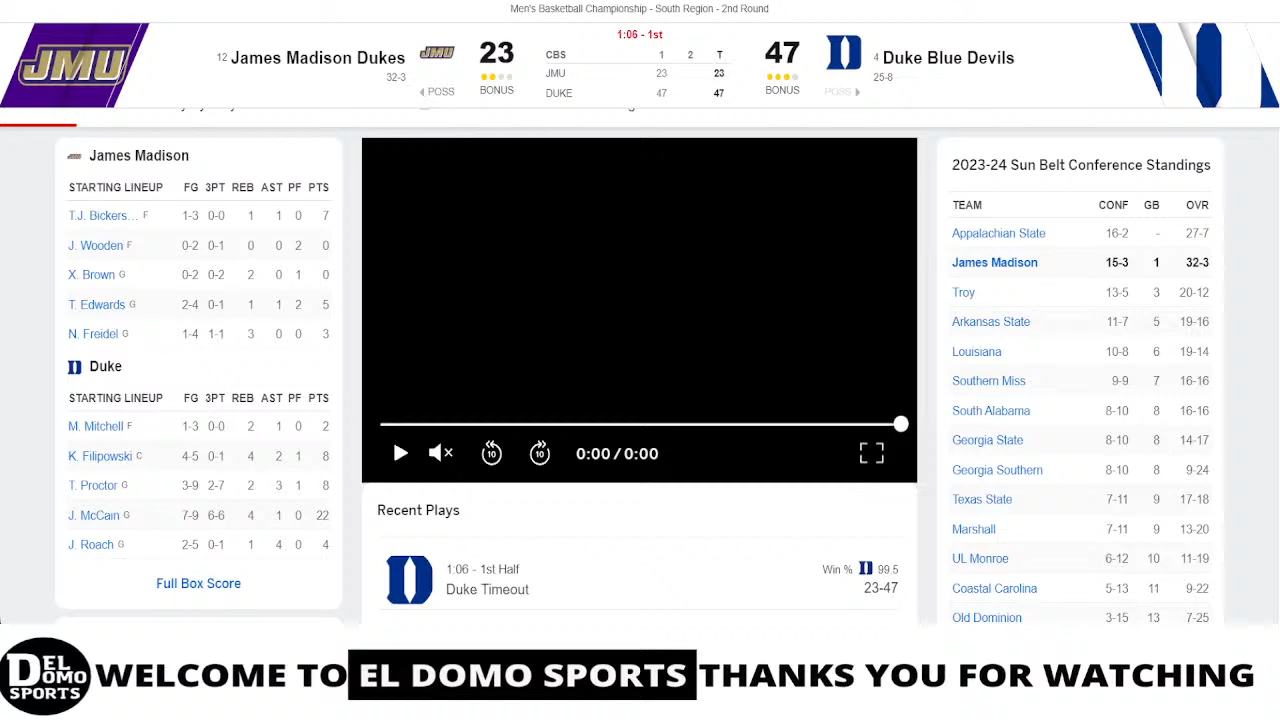 Men's Basketball Championship - South Region - 2nd Round
JMU
12 James Madison Dukes
32-3
JMU
23
BONUS
POSS
1:06 - 1st
CBS 1 2 T
JMU 23 23
DUKE 47 47
47
BONUS
4 Duke Blue Devils
25-8
POSS
James Madison
STARTING LINEUP FG 3PT REB AST PF PTS
T.J. Bickers... F 1-3 0-0 1 1 0 7
J. Wooden F 0-2 0-1 0 0 2 0
X. Brown G 0-2 0-2 2 0 1 0
T. Edwards G 2-4 0-1 1 1 2 5
N. Freidel G 1-4 1-1 3 0 0 3
Duke
STARTING LINEUP FG 3PT REB AST PF PTS
M. Mitchell F 1-3 0-0 2 1 0 2
K. Filipowski C 4-5 0-1 4 2 1 8
T. Proctor G 3-9 2-7 2 3 1 8
J. McCain G 7-9 6-6 4 1 0 22
J. Roach G 2-5 0-1 1 4 0 4
Full Box Score
10 10 0:00 / 0:00
Recent Plays
1:06 - 1st Half
Duke Timeout
Win % 99.5
23-47
2023-24 Sun Belt Conference Standings
TEAM CONF GB OVR
Appalachian State 16-2 - 27-7
James Madison 15-3 1 32-3
Troy 13-5 3 20-12
Arkansas State 11-7 5 19-16
Louisiana 10-8 6 19-14
Southern Miss 9-9 7 16-16
South Alabama 8-10 8 16-16
Georgia State 8-10 8 14-17
Georgia Southern 8-10 8 9-24
Texas State 7-11 9 17-18
Marshall 7-11 9 13-20
UL Monroe 6-12 10 11-19
Coastal Carolina 5-13 11 9-22
Old Dominion 3-15 13 7-25
DEL DOMO SPORTS
WELCOME TO EL DOMO SPORTS THANKS YOU FOR WATCHING